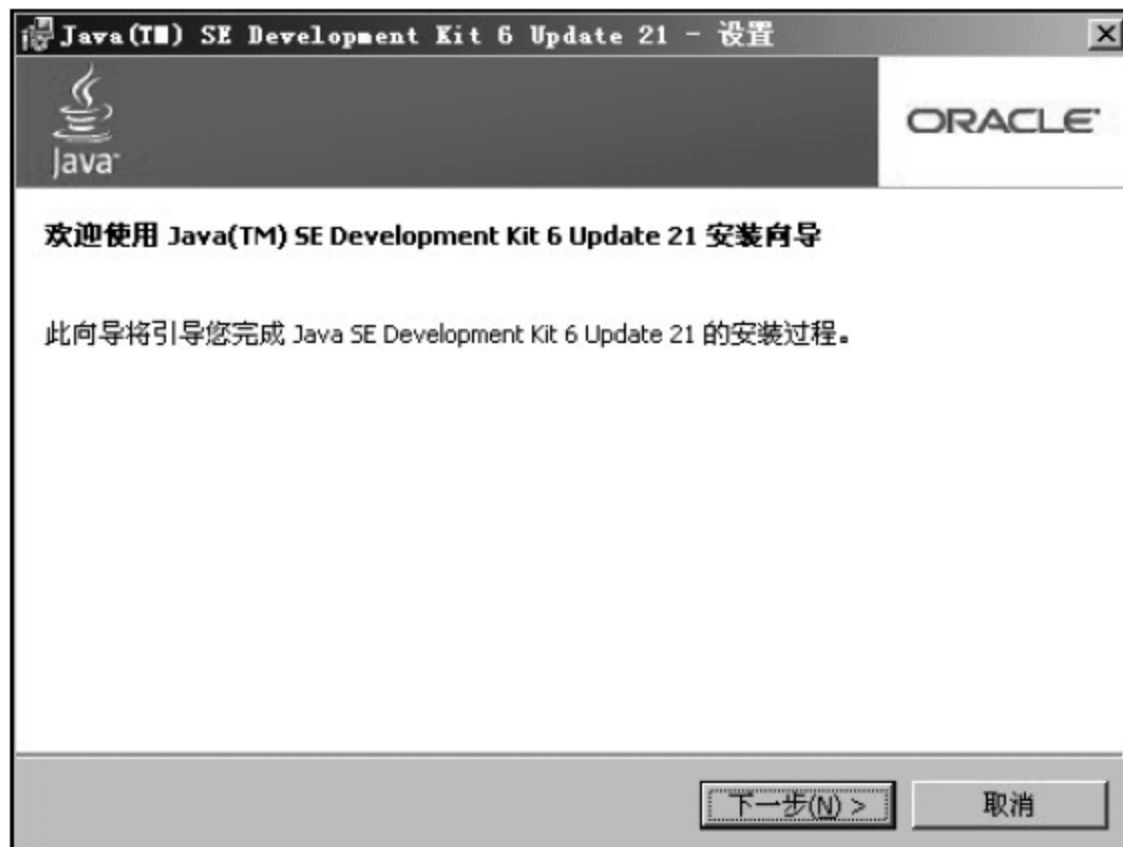 Java(TM) SE Development Kit 6 Update 21 - 设置
Java™
ORACLE
欢迎使用 Java(TM) SE Development Kit 6 Update 21 安装向导
此向导将引导您完成 Java SE Development Kit 6 Update 21 的安装过程。
下一步(N) >
取消